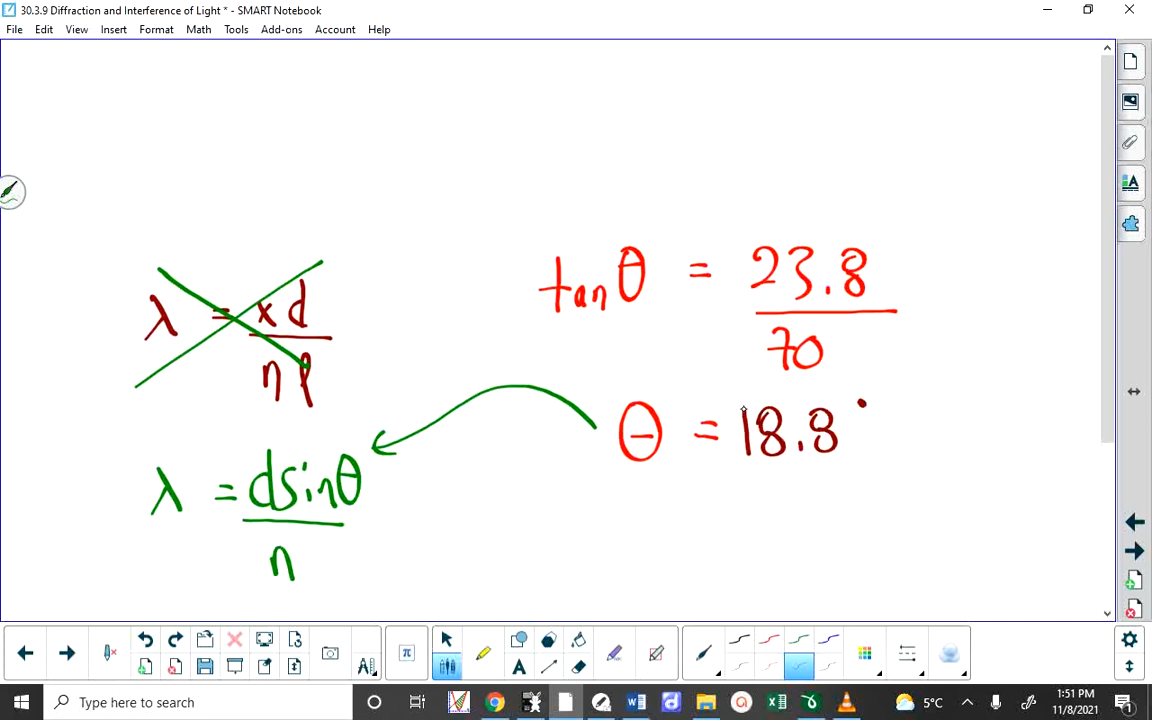 30.3.9 Diffraction and Interference of Light * - SMART Notebook
File Edit View Insert Format Math Tools Add-ons Account Help
λ = xd
nl
tanθ = 23.8
70
θ = 18.8°
λ = dsinθ
n
π
A
A
Type here to search
5°C
1:51 PM
11/8/2021
1